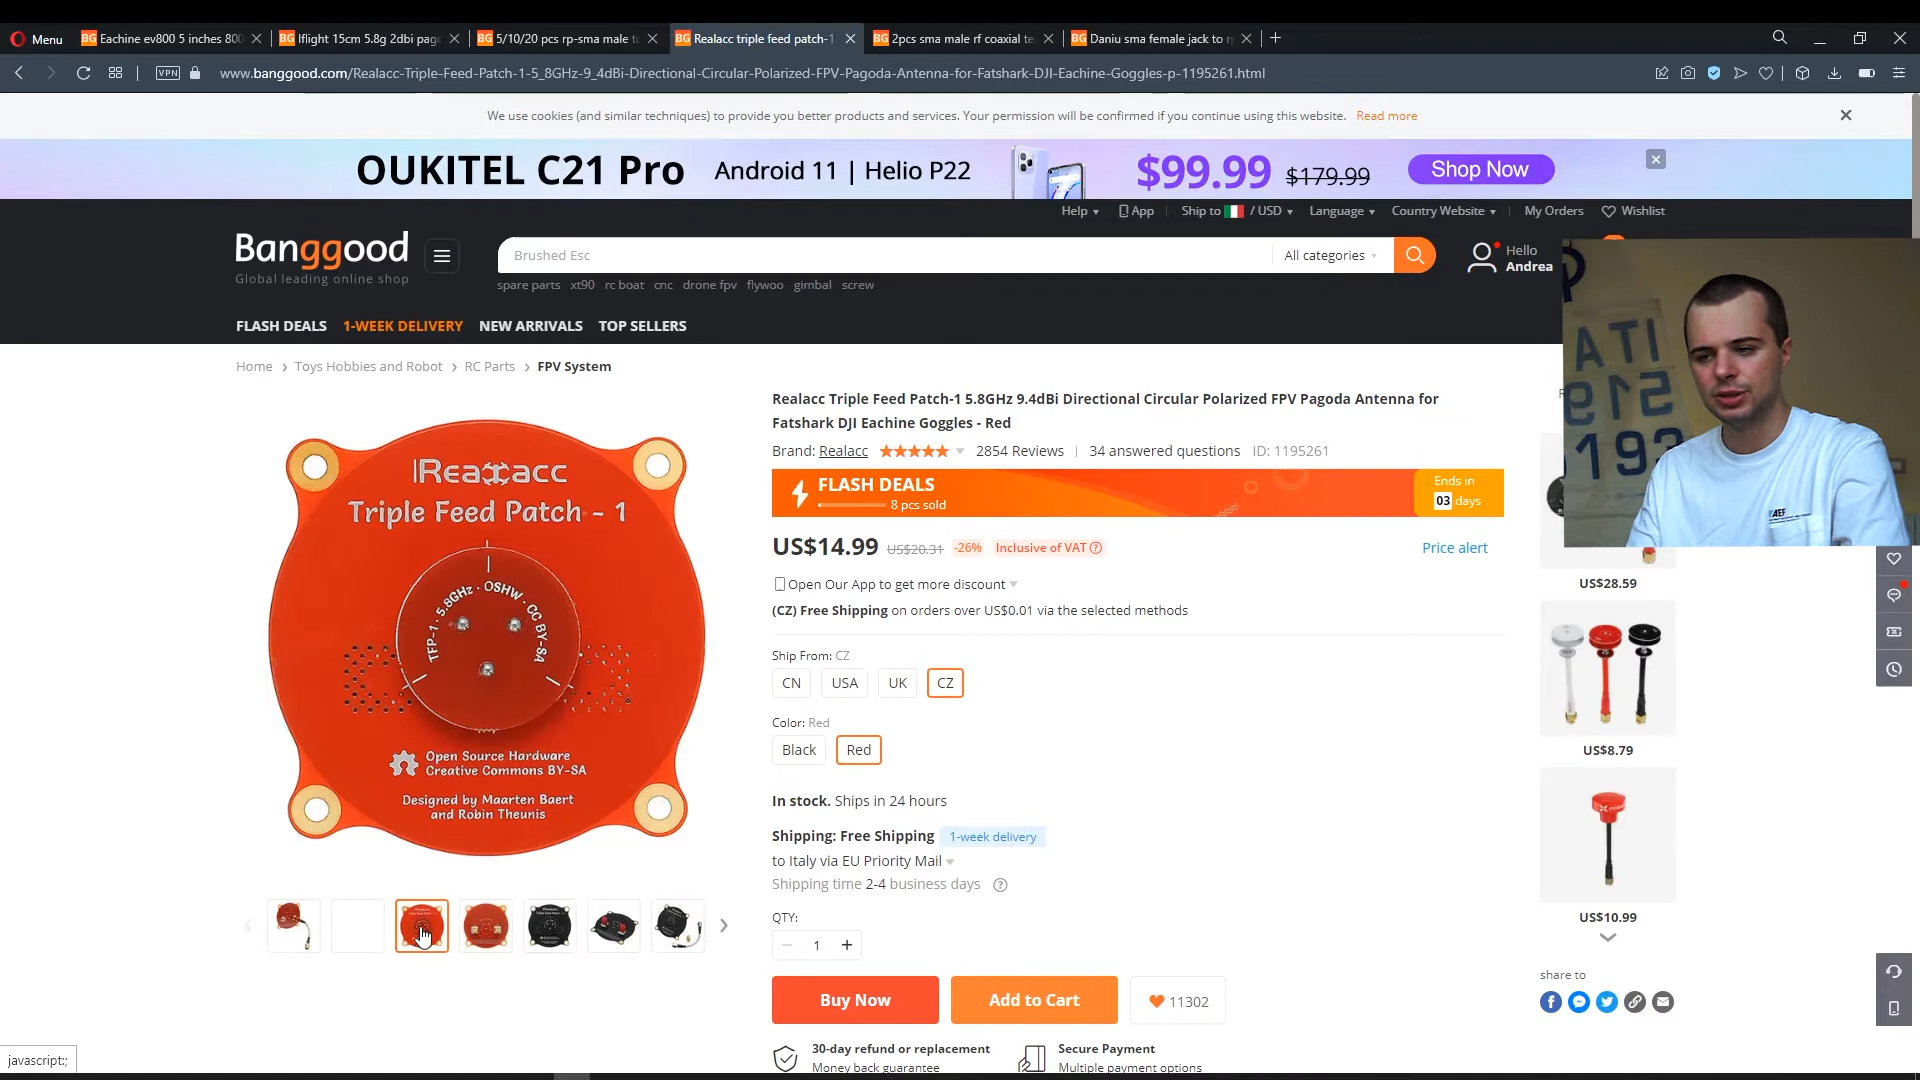 Menu
Eachine ev800 5 inches 800
Iflight 15cm 5.8g 2dbi pago
5/10/20 pcs rp-sma male to
Realacc triple feed patch-1
2pcs sma male rf coaxial te
Daniu sma female jack to r
VPN
www.banggood.com/Realacc-Triple-Feed-Patch-1-5_8GHz-9_4dBi-Directional-Circular-Polarized-FPV-Pagoda-Antenna-for-Fatshark-DJI-Eachine-Goggles-p-1195261.html
We use cookies (and similar techniques) to provide you better products and services. Your permission will be confirmed if you continue using this website. Read more
OUKITEL C21 Pro Android 11 | Helio P22 $99.99 $179.99 Shop Now
Help App Ship to / USD Language Country Website My Orders Wishlist
Banggood
Global leading online shop
Brushed Esc
All categories
Hello
Andrea
spare parts xt90 rc boat cnc drone fpv flywoo gimbal screw
FLASH DEALS 1-WEEK DELIVERY NEW ARRIVALS TOP SELLERS
Home > Toys Hobbies and Robot > RC Parts > FPV System
Realacc Triple Feed Patch-1 5.8GHz 9.4dBi Directional Circular Polarized FPV Pagoda Antenna for
Fatshark DJI Eachine Goggles - Red
Brand: Realacc 2854 Reviews | 34 answered questions ID: 1195261
FLASH DEALS
8 pcs sold
Ends in
03 days
US$14.99 US$20.31 -26% Inclusive of VAT
Price alert
Open Our App to get more discount
(CZ) Free Shipping on orders over US$0.01 via the selected methods
Ship From: CZ
CN USA UK CZ
Color: Red
Black Red
In stock. Ships in 24 hours
Shipping: Free Shipping 1-week delivery
to Italy via EU Priority Mail
Shipping time 2-4 business days
QTY:
1
Buy Now
Add to Cart
11302
30-day refund or replacement
Money back guarantee
Secure Payment
Multiple payment options
Realacc
Triple Feed Patch - 1
TFP-1 · 5.8GHz · OSHW · CC BY-SA
Open Source Hardware
Creative Commons BY-SA
Designed by Maarten Baert
and Robin Theunis
US$28.59
US$8.79
US$10.99
share to
ATI
519
193
AEF
javascript:;